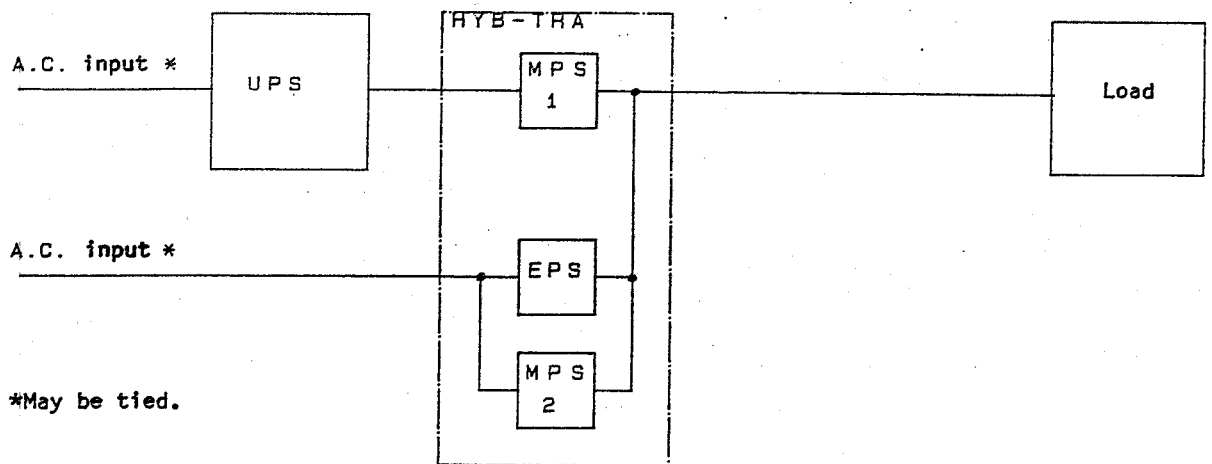 HYB-TRA
A.C. input *
UPS
MPS
1
Load
A.C. input *
EPS
MPS
2
*May be tied.